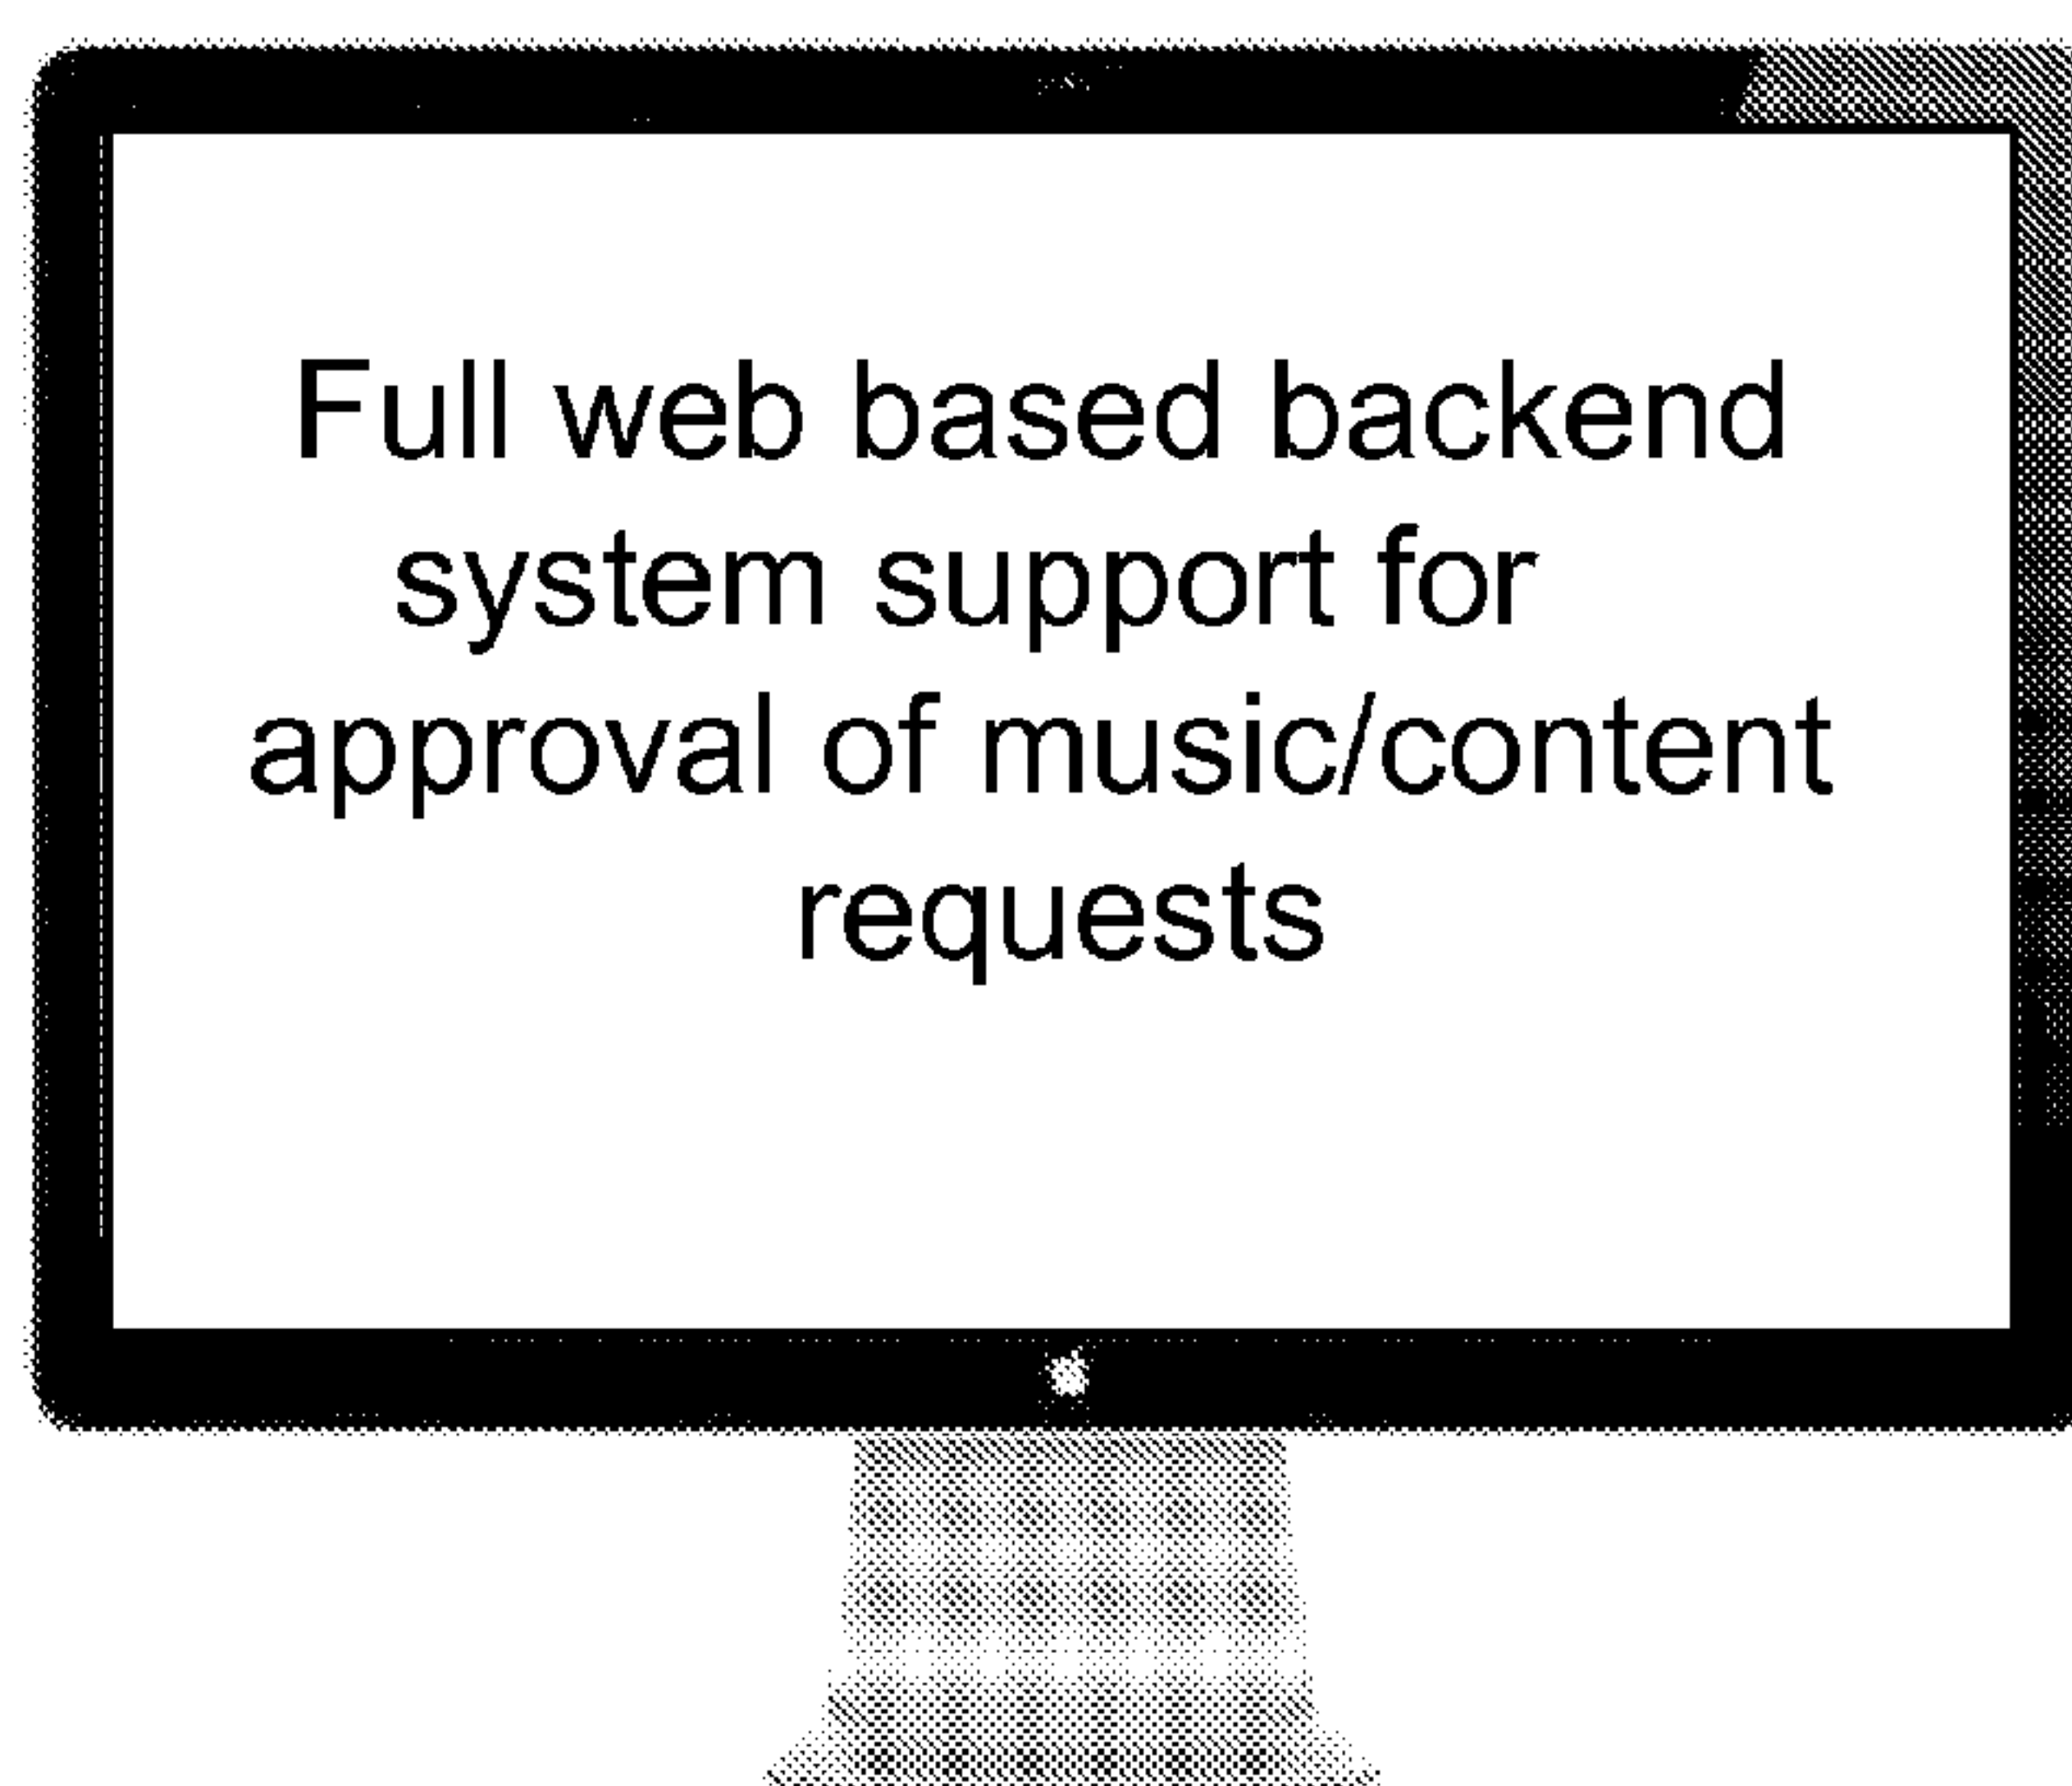 Full web based backend
system support for
approval of music/content
requests